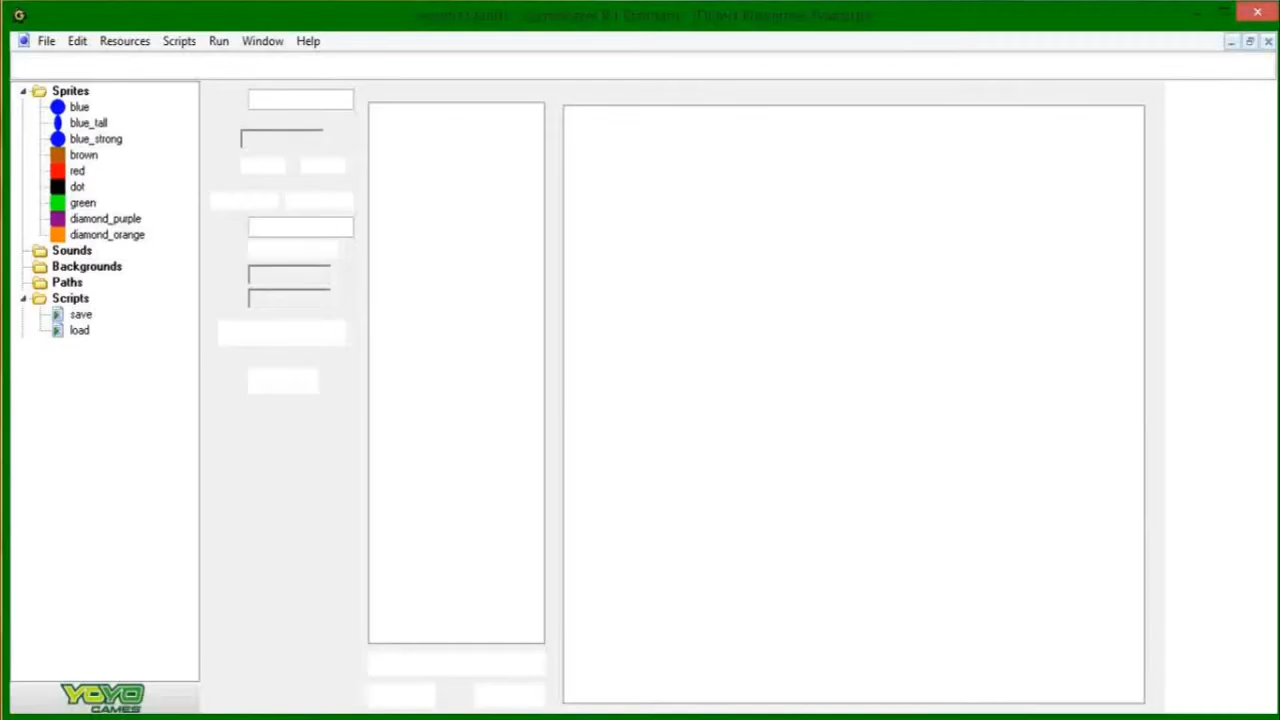 File Edit Resources Scripts Run Window Help
Sprites
blue
blue_tall
blue_strong
brown
red
dot
green
diamond_purple
diamond_orange
Sounds
Backgrounds
Paths
Scripts
save
load
YOYO
GAMES